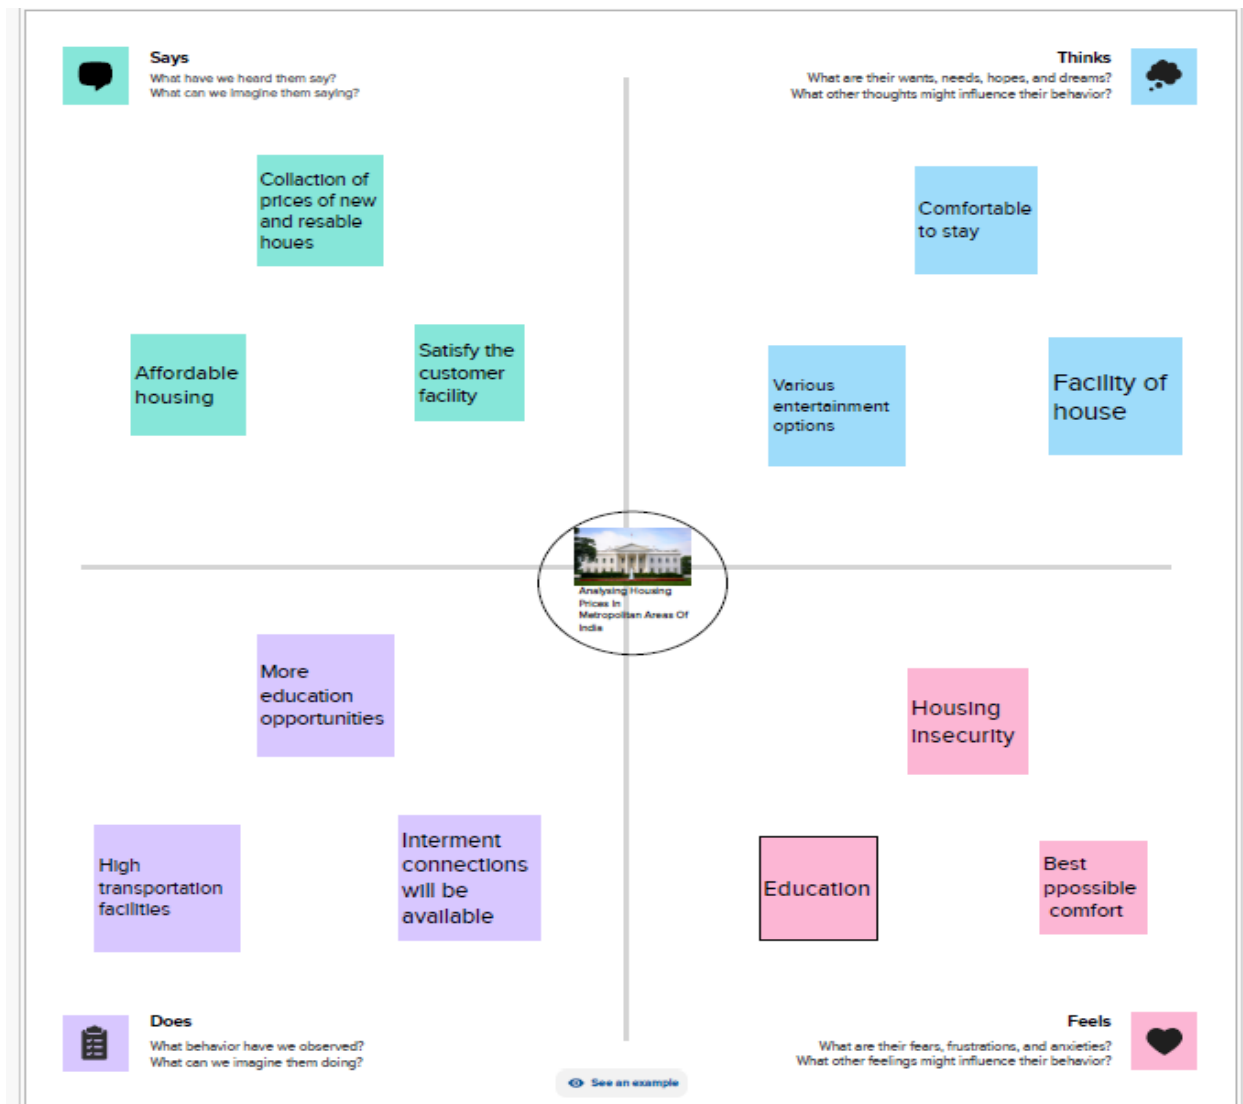 Says
What have we heard them say?
What can we imagine them saying?
Thinks
What are their wants, needs, hopes, and dreams?
What other thoughts might influence their behavior?
Collaction of
prices of new
and resable
houes
Affordable
housing
Satisfy the
customer
facility
Comfortable
to stay
Various
entertainment
options
Facility of
house
Analysing Housing
Prices In
Metropolitan Areas Of
India
More
education
opportunities
High
transportation
facilities
Interment
connections
will be
available
Housing
insecurity
Education
Best
ppossible
comfort
Does
What behavior have we observed?
What can we imagine them doing?
Feels
What are their fears, frustrations, and anxieties?
What other feelings might influence their behavior?
See an example